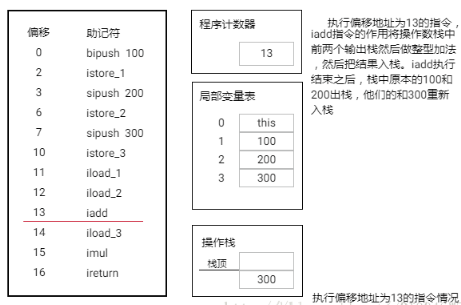 偏移 助记符
0 bipush 100
2 istore_1
3 sipush 200
6 istore_2
7 sipush 300
10 istore_3
11 iload_1
12 iload_2
13 iadd
14 iload_3
15 imul
16 ireturn
程序计数器
13
局部变量表
0 this
1 100
2 200
3 300
操作栈
栈顶
300
执行偏移地址为13的指令，
iadd指令的作用将操作数栈中
前两个输出栈然后做整型加法
，然后把结果入栈。iadd执行
结束之后，栈中原本的100和
200出栈，他们的和300重新
入栈
执行偏移地址为13的指令情况